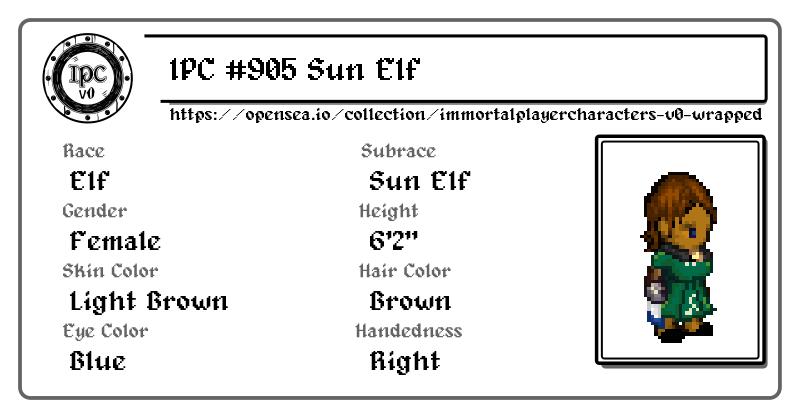 IPC
v0
IPC #905 Sun Elf
https://opensea.io/collection/immortalplayercharacters-v0-wrapped
Race
Elf
Subrace
Sun Elf
Gender
Female
Height
6'2"
Skin Color
Light Brown
Hair Color
Brown
Eye Color
Blue
Handedness
Right